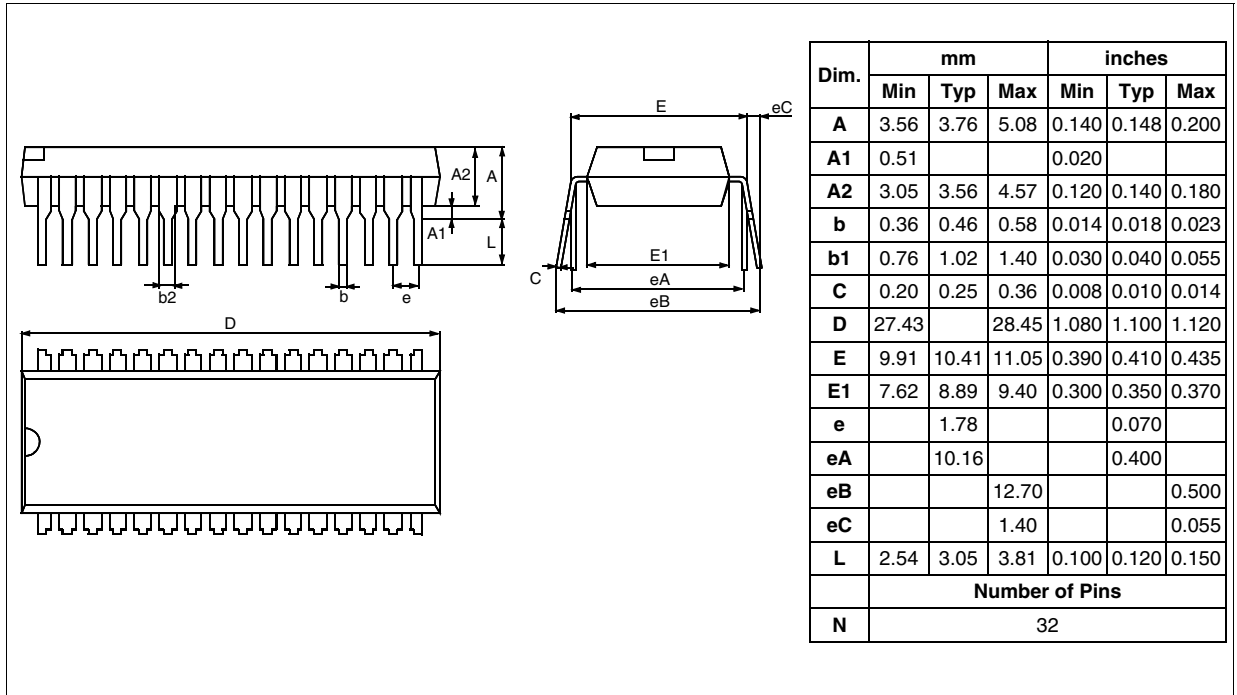 E
eC
A2
A
A1
L
b2
b
e
C
E1
eA
eB
D
Dim. mm inches
Min Typ Max Min Typ Max
A 3.56 3.76 5.08 0.140 0.148 0.200
A1 0.51 0.020
A2 3.05 3.56 4.57 0.120 0.140 0.180
b 0.36 0.46 0.58 0.014 0.018 0.023
b1 0.76 1.02 1.40 0.030 0.040 0.055
C 0.20 0.25 0.36 0.008 0.010 0.014
D 27.43 28.45 1.080 1.100 1.120
E 9.91 10.41 11.05 0.390 0.410 0.435
E1 7.62 8.89 9.40 0.300 0.350 0.370
e 1.78 0.070
eA 10.16 0.400
eB 12.70 0.500
eC 1.40 0.055
L 2.54 3.05 3.81 0.100 0.120 0.150
Number of Pins
N 32